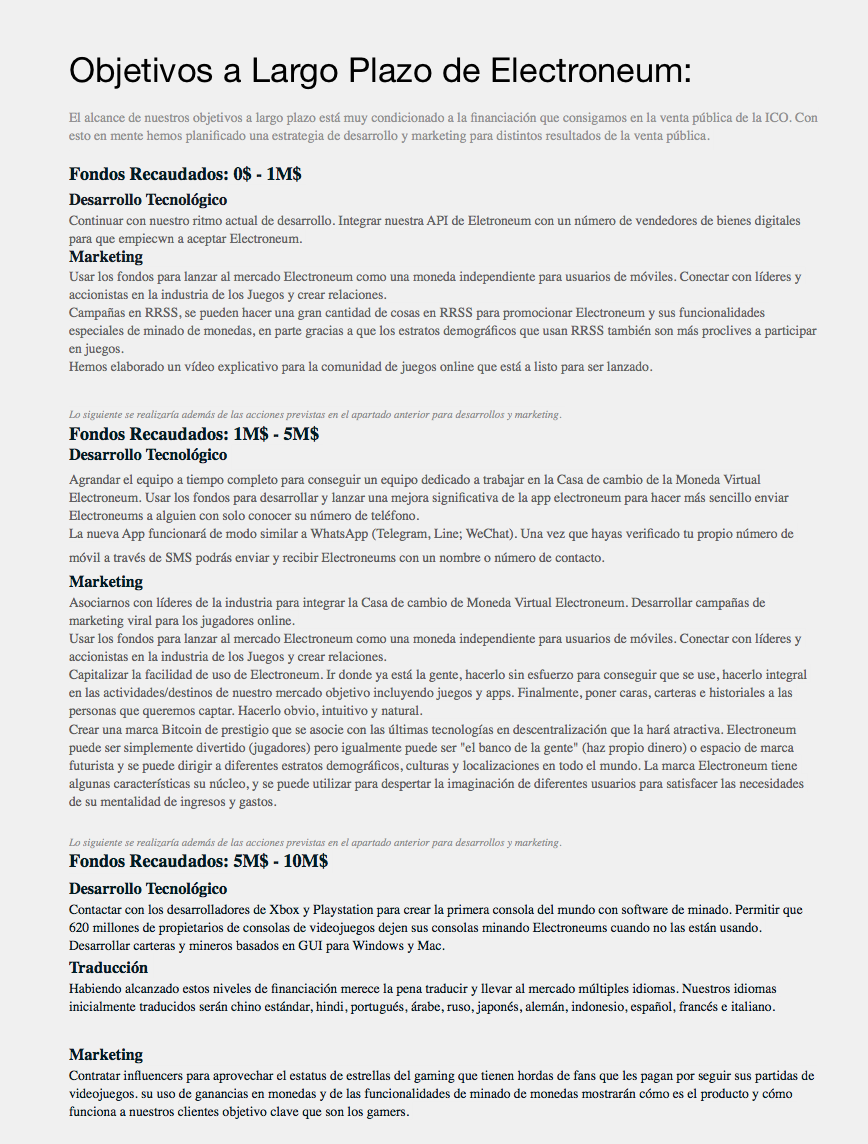 Objetivos a Largo Plazo de Electroneum:
El alcance de nuestros objetivos a largo plazo está muy condicionado a la financiación que consigamos en la venta pública de la ICO. Con
esto en mente hemos planificado una estrategia de desarrollo y marketing para distintos resultados de la venta pública.
Fondos Recaudados: 0$ - 1M$
Desarrollo Tecnológico
Continuar con nuestro ritmo actual de desarrollo. Integrar nuestra API de Eletroneum con un número de vendedores de bienes digitales
para que empiecwn a aceptar Electroneum.
Marketing
Usar los fondos para lanzar al mercado Electroneum como una moneda independiente para usuarios de móviles. Conectar con líderes y
accionistas en la industria de los Juegos y crear relaciones.
Campañas en RRSS, se pueden hacer una gran cantidad de cosas en RRSS para promocionar Electroneum y sus funcionalidades
especiales de minado de monedas, en parte gracias a que los estratos demográficos que usan RRSS también son más proclives a participar
en juegos.
Hemos elaborado un vídeo explicativo para la comunidad de juegos online que está a listo para ser lanzado.
Lo siguiente se realizaría además de las acciones previstas en el apartado anterior para desarrollos y marketing.
Fondos Recaudados: 1M$ - 5M$
Desarrollo Tecnológico
Agrandar el equipo a tiempo completo para conseguir un equipo dedicado a trabajar en la Casa de cambio de la Moneda Virtual
Electroneum. Usar los fondos para desarrollar y lanzar una mejora significativa de la app electroneum para hacer más sencillo enviar
Electroneums a alguien con solo conocer su número de teléfono.
La nueva App funcionará de modo similar a WhatsApp (Telegram, Line; WeChat). Una vez que hayas verificado tu propio número de
móvil a través de SMS podrás enviar y recibir Electroneums con un nombre o número de contacto.
Marketing
Asociarnos con líderes de la industria para integrar la Casa de cambio de Moneda Virtual Electroneum. Desarrollar campañas de
marketing viral para los jugadores online.
Usar los fondos para lanzar al mercado Electroneum como una moneda independiente para usuarios de móviles. Conectar con líderes y
accionistas en la industria de los Juegos y crear relaciones.
Capitalizar la facilidad de uso de Electroneum. Ir donde ya está la gente, hacerlo sin esfuerzo para conseguir que se use, hacerlo integral
en las actividades/destinos de nuestro mercado objetivo incluyendo juegos y apps. Finalmente, poner caras, carteras e historiales a las
personas que queremos captar. Hacerlo obvio, intuitivo y natural.
Crear una marca Bitcoin de prestigio que se asocie con las últimas tecnologías en descentralización que la hará atractiva. Electroneum
puede ser simplemente divertido (jugadores) pero igualmente puede ser "el banco de la gente" (haz propio dinero) o espacio de marca
futurista y se puede dirigir a diferentes estratos demográficos, culturas y localizaciones en todo el mundo. La marca Electroneum tiene
algunas características su núcleo, y se puede utilizar para despertar la imaginación de diferentes usuarios para satisfacer las necesidades
de su mentalidad de ingresos y gastos.
Lo siguiente se realizaría además de las acciones previstas en el apartado anterior para desarrollos y marketing.
Fondos Recaudados: 5M$ - 10M$
Desarrollo Tecnológico
Contactar con los desarrolladores de Xbox y Playstation para crear la primera consola del mundo con software de minado. Permitir que
620 millones de propietarios de consolas de videojuegos dejen sus consolas minando Electroneums cuando no las están usando.
Desarrollar carteras y mineros basados en GUI para Windows y Mac.
Traducción
Habiendo alcanzado estos niveles de financiación merece la pena traducir y llevar al mercado múltiples idiomas. Nuestros idiomas
inicialmente traducidos serán chino estándar, hindi, portugués, árabe, ruso, japonés, alemán, indonesio, español, francés e italiano.
Marketing
Contratar influencers para aprovechar el estatus de estrellas del gaming que tienen hordas de fans que les pagan por seguir sus partidas de
videojuegos. su uso de ganancias en monedas y de las funcionalidades de minado de monedas mostrarán cómo es el producto y cómo
funciona a nuestros clientes objetivo clave que son los gamers.